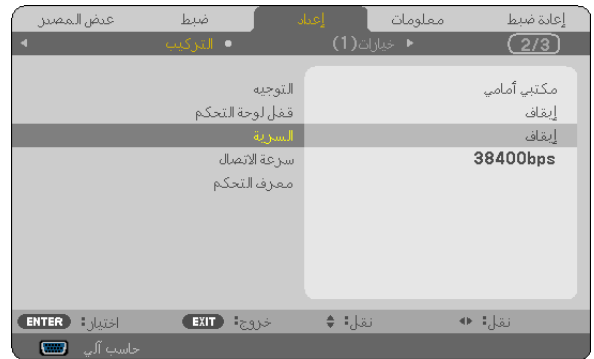 عرض المصدر ضبط إعداد معلومات إعادة ضبط
◀ التركيب ● خيارات(1) ▶ 2/3
التوجيه مكتبي أمامي
قفل لوحة التحكم إيقاف
السرية إيقاف
سرعة الاتصال 38400bps
معرف التحكم
ENTER اختيار: EXIT خروج: نقل: نقل:
حاسب آلي